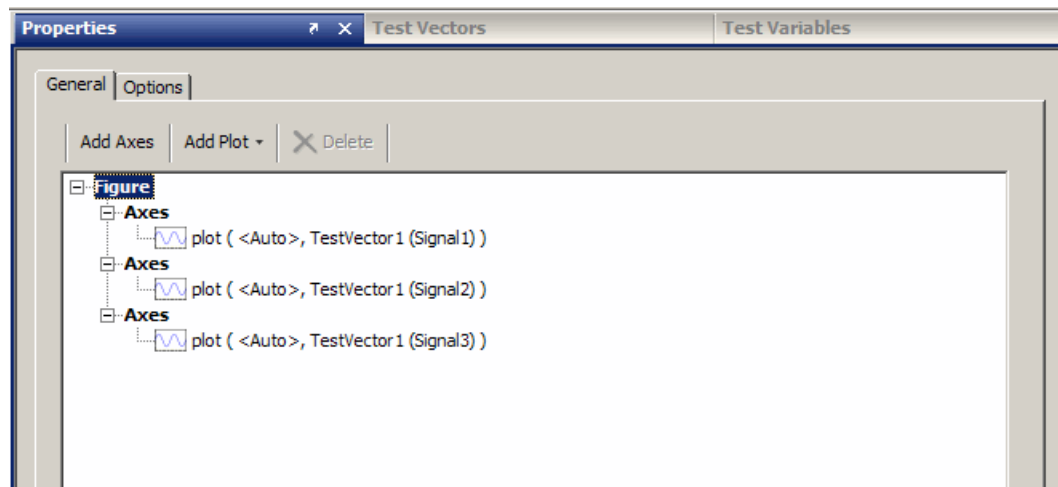 Properties Test Vectors Test Variables
General Options
Add Axes Add Plot Delete
Figure
Axes
plot ( <Auto>, TestVector1 (Signal1) )
Axes
plot ( <Auto>, TestVector1 (Signal2) )
Axes
plot ( <Auto>, TestVector1 (Signal3) )